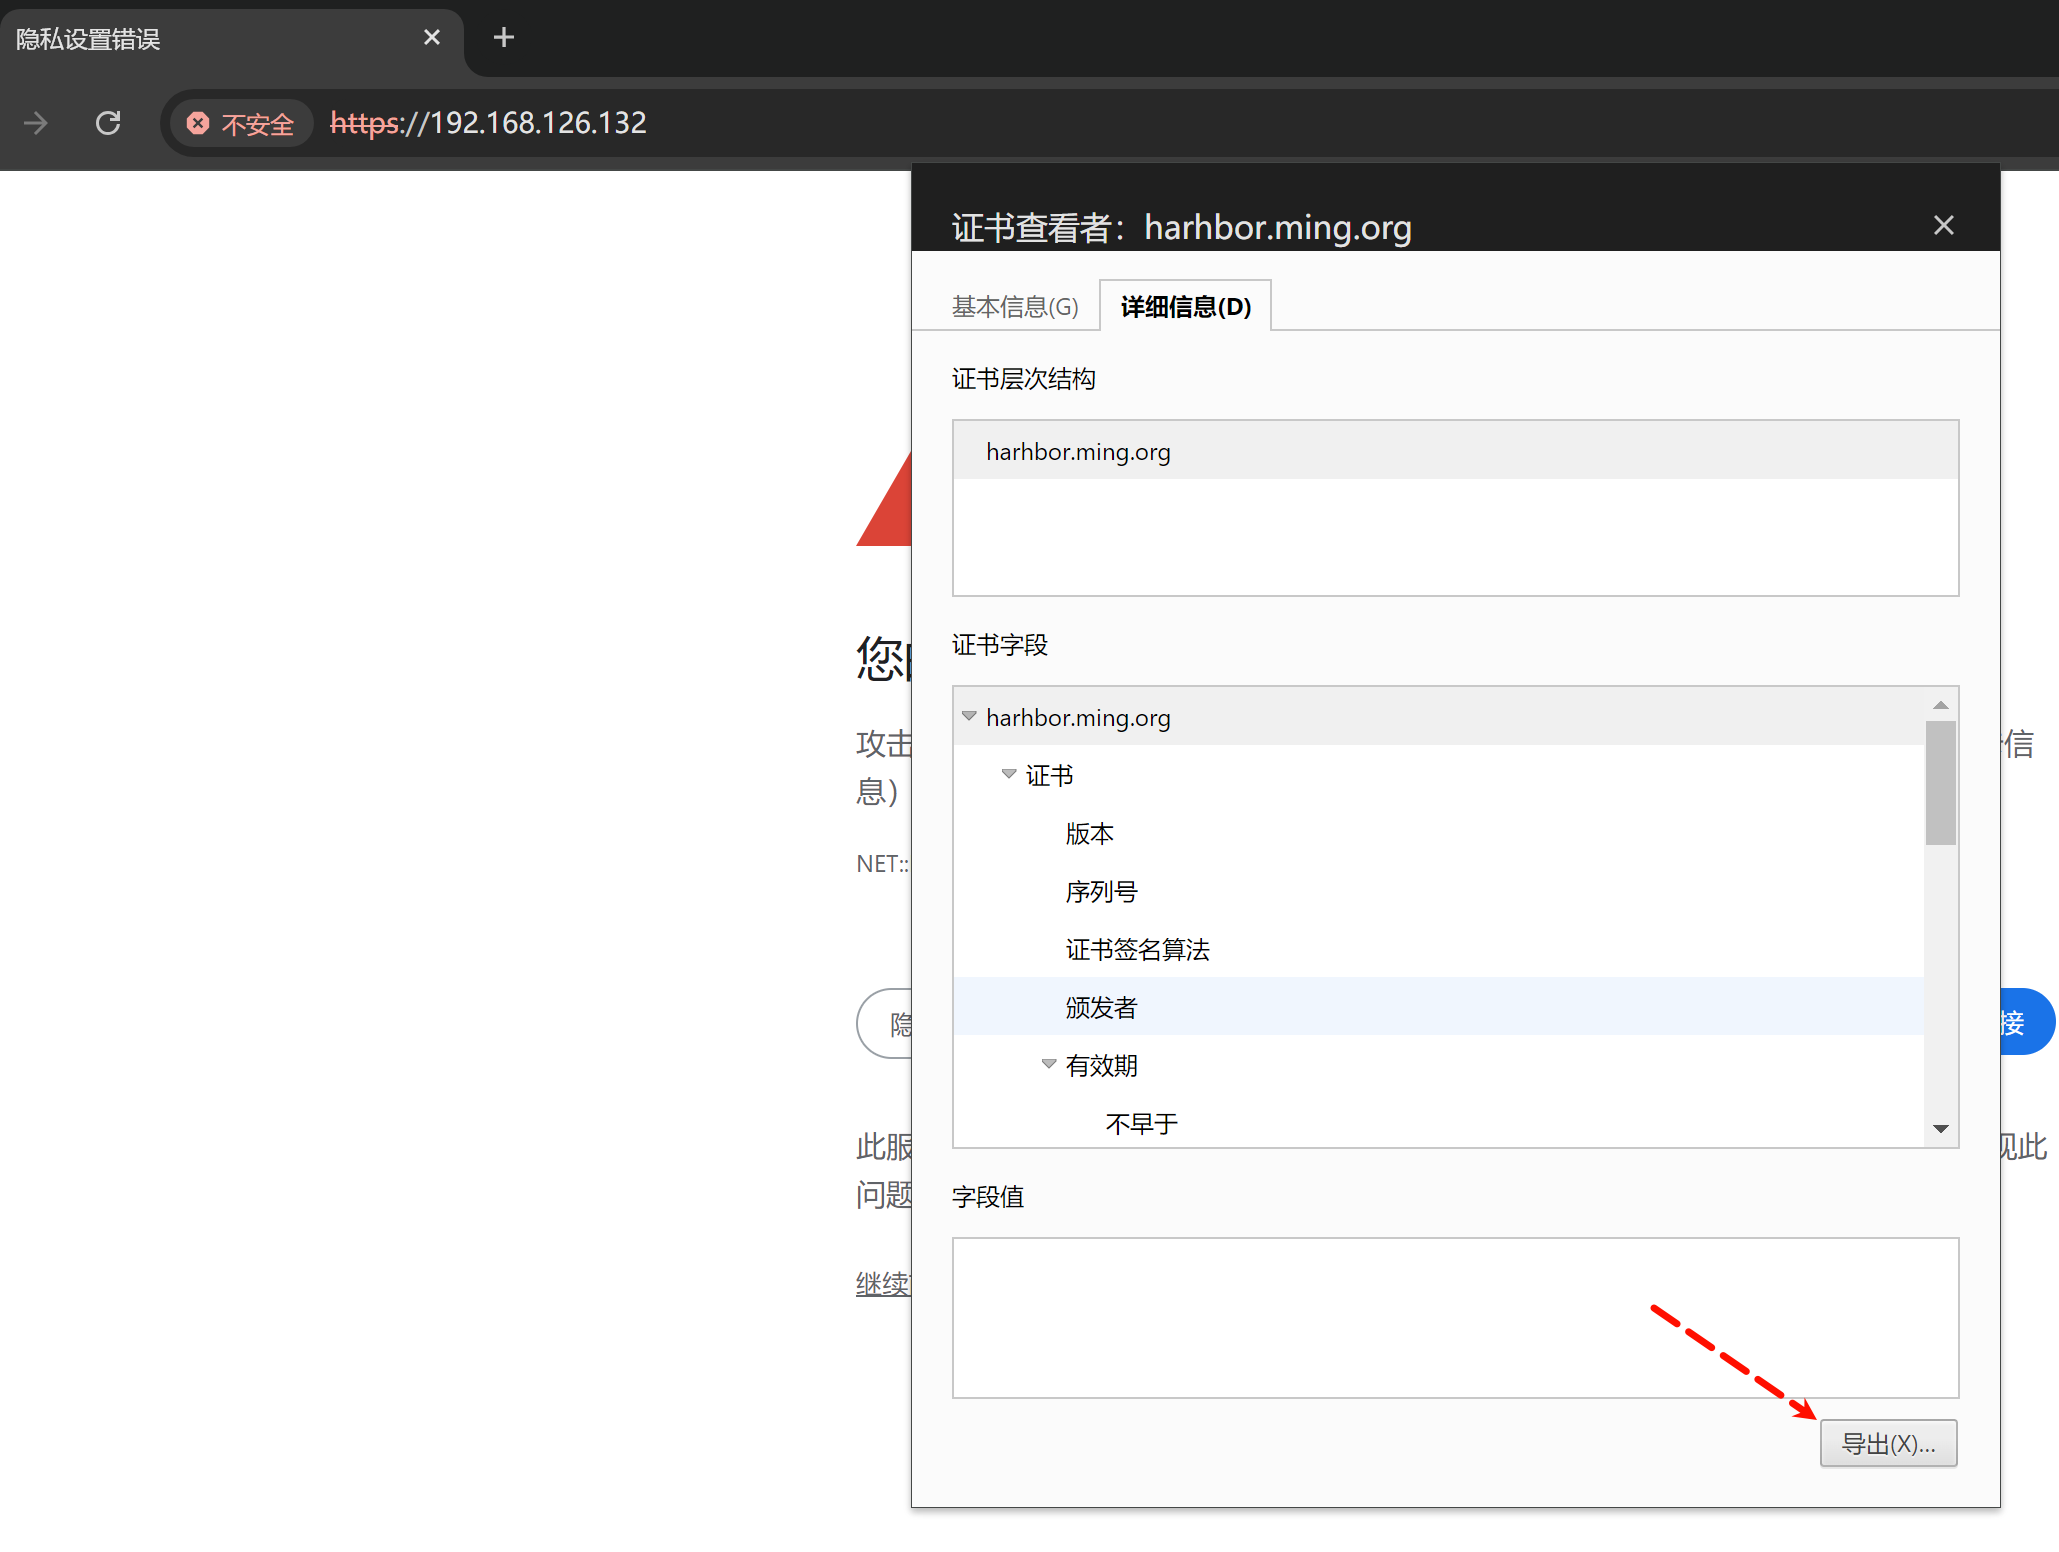 隐私设置错误
不安全 https://192.168.126.132
证书查看者：harhbor.ming.org
基本信息(G) 详细信息(D)
证书层次结构
harhbor.ming.org
您
证书字段
harhbor.ming.org
攻击 信
证书
息）
版本
NET::
序列号
证书签名算法
颁发者
隐 接
有效期
不早于
此服 现此
问题
字段值
继续
导出(X)...